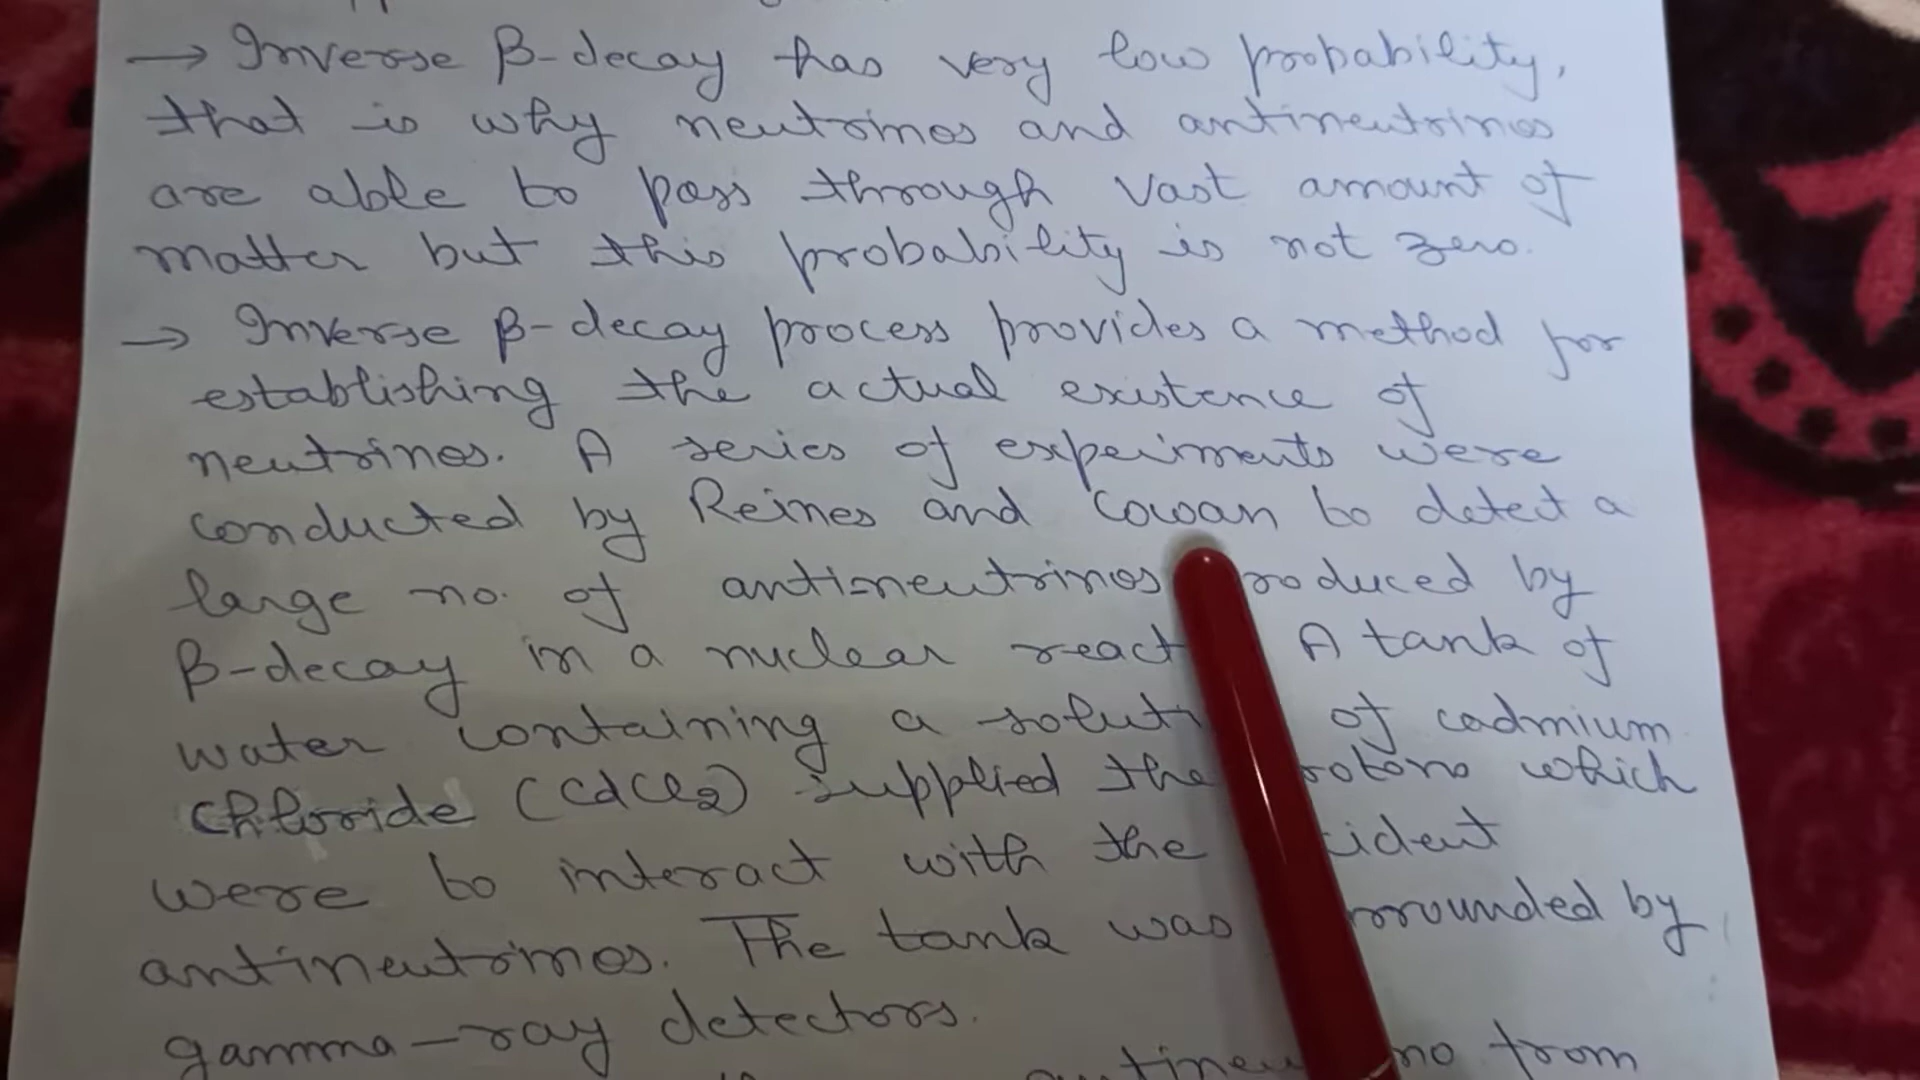 → Inverse β-decay has very low probability,
that is why neutrinos and antineutrinos
are able to pass through vast amount of
matter but this probability is not zero.
→ Inverse β-decay process provides a method for
establishing the actual existence of
neutrinos. A series of experiments were
conducted by Reines and Cowan to detect a
large no. of anti-neutrinos roduced by
β-decay in a nuclear react A tank of
water containing a soluti of cadmium
chloride (CdCl2) supplied the rotons which
were to interact with the cident
antineutrinos. The tank was rrounded by
gamma-ray detectors.
antineu no from